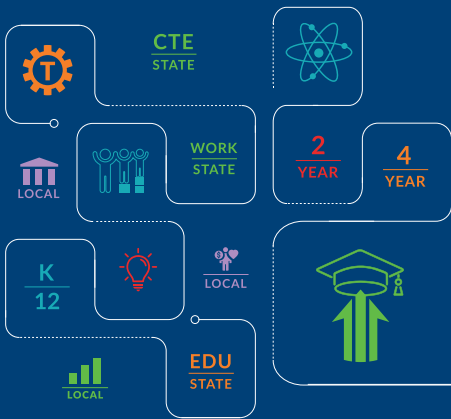 T
CTE
STATE
LOCAL
WORK
STATE
2
YEAR
4
YEAR
K
12
$
LOCAL
LOCAL
EDU
STATE